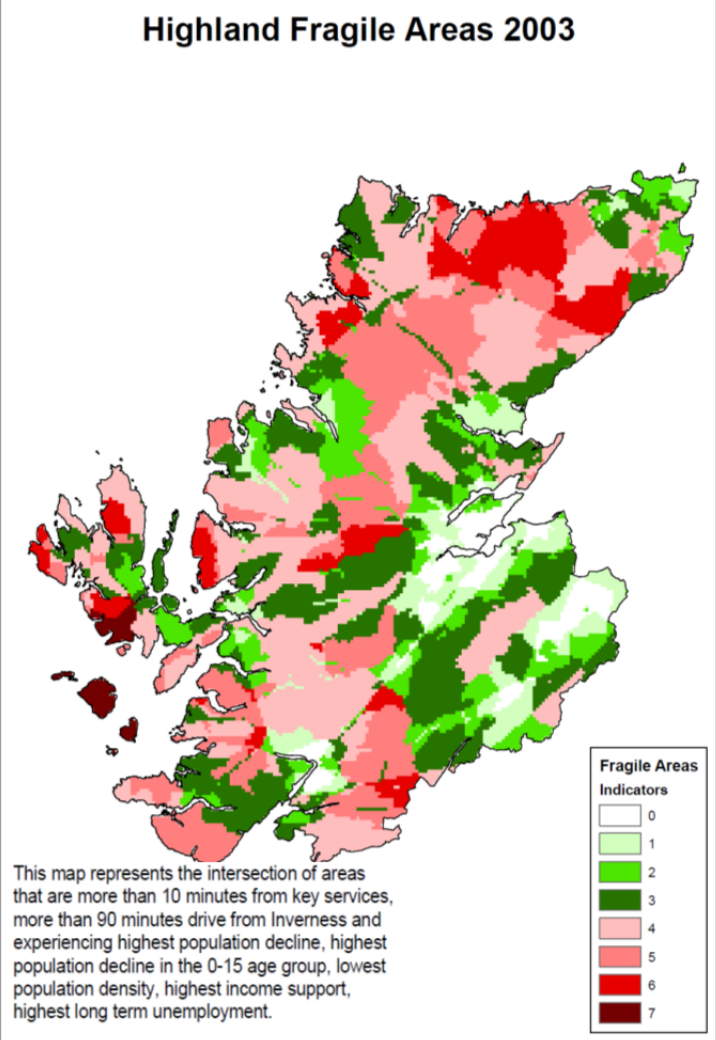 Highland Fragile Areas 2003
Fragile Areas
Indicators
0
1
2
3
4
5
6
7
This map represents the intersection of areas
that are more than 10 minutes from key services,
more than 90 minutes drive from Inverness and
experiencing highest population decline, highest
population decline in the 0-15 age group, lowest
population density, highest income support,
highest long term unemployment.